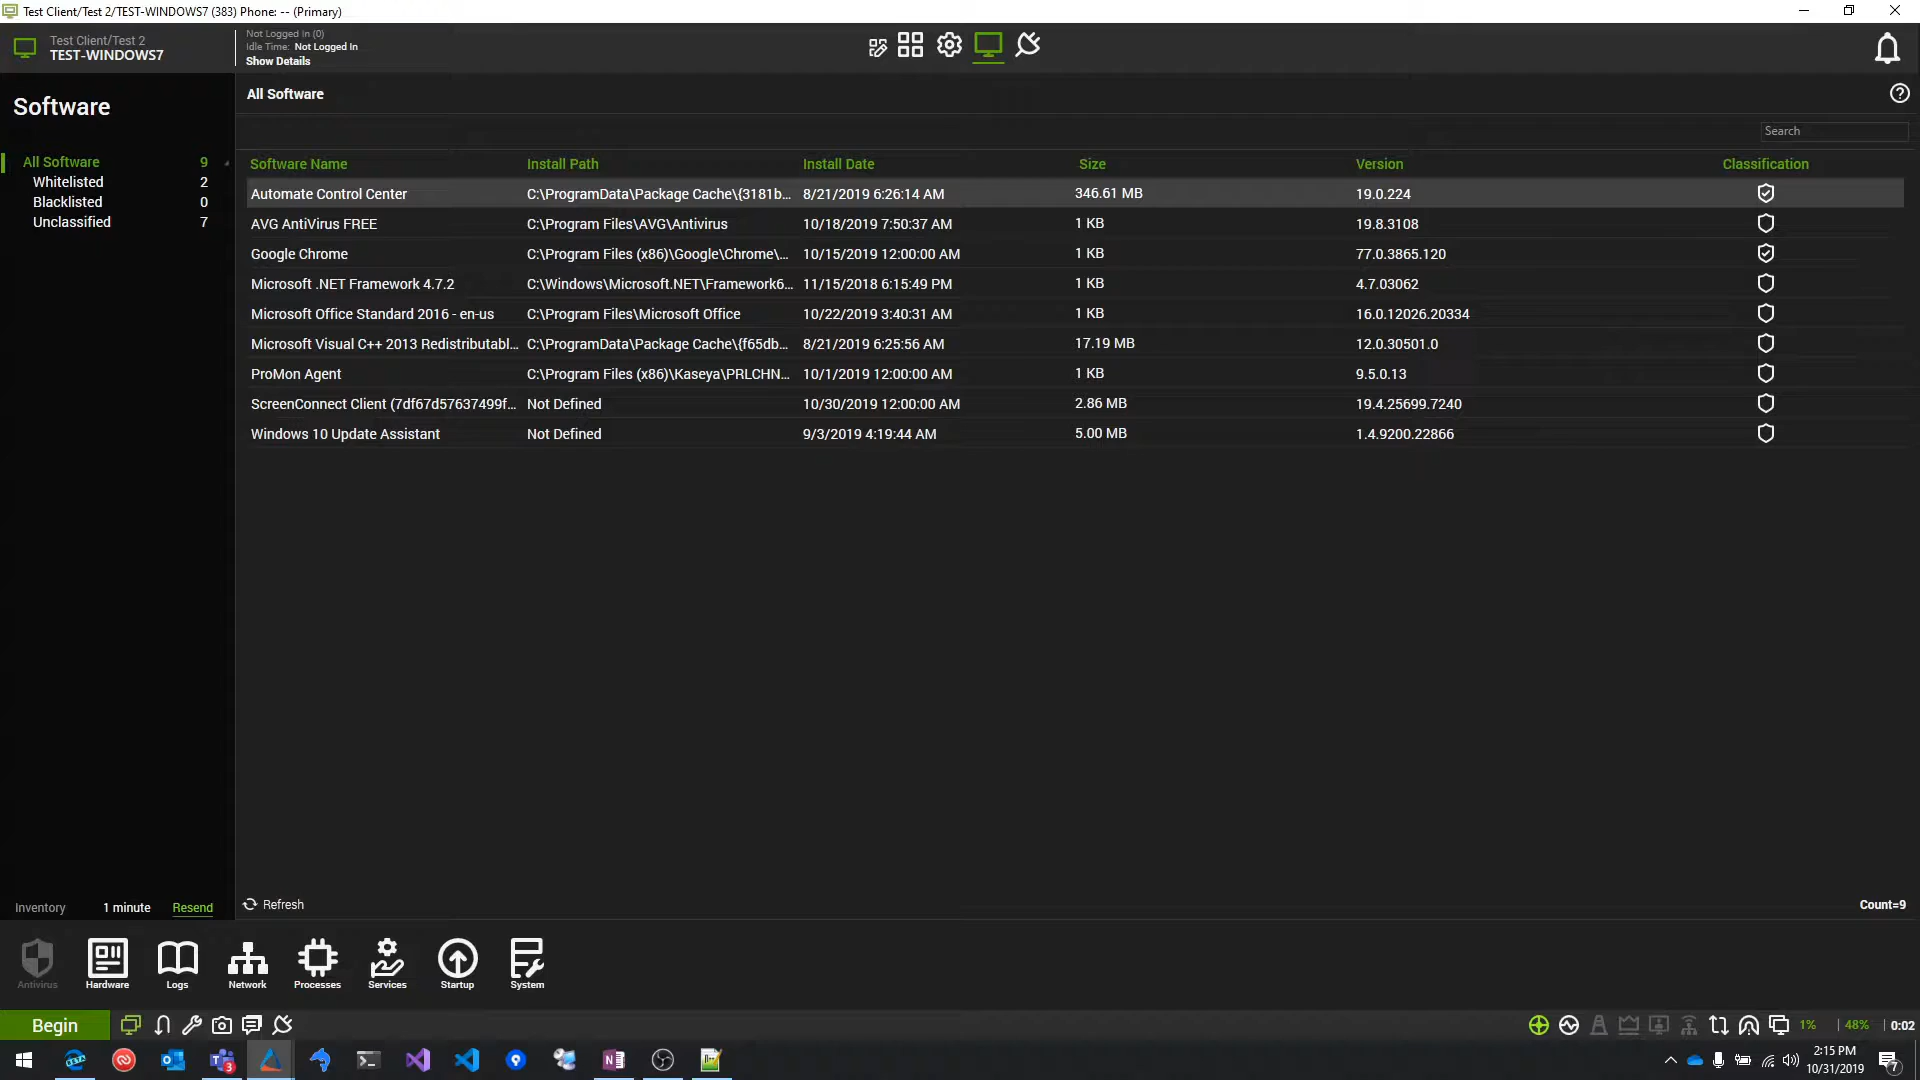 Test Client/Test 2/TEST-WINDOWS7 (383) Phone: -- (Primary)
Test Client/Test 2
TEST-WINDOWS7
Not Logged In (0)
Idle Time: Not Logged In
Show Details
Software
All Software 9
Whitelisted 2
Blacklisted 0
Unclassified 7
All Software
Search
Software Name Install Path Install Date Size Version Classification
Automate Control Center C:\ProgramData\Package Cache\{3181b... 8/21/2019 6:26:14 AM 346.61 MB 19.0.224
AVG AntiVirus FREE C:\Program Files\AVG\Antivirus 10/18/2019 7:50:37 AM 1 KB 19.8.3108
Google Chrome C:\Program Files (x86)\Google\Chrome\... 10/15/2019 12:00:00 AM 1 KB 77.0.3865.120
Microsoft .NET Framework 4.7.2 C:\Windows\Microsoft.NET\Framework6... 11/15/2018 6:15:49 PM 1 KB 4.7.03062
Microsoft Office Standard 2016 - en-us C:\Program Files\Microsoft Office 10/22/2019 3:40:31 AM 1 KB 16.0.12026.20334
Microsoft Visual C++ 2013 Redistributabl... C:\ProgramData\Package Cache\{f65db... 8/21/2019 6:25:56 AM 17.19 MB 12.0.30501.0
ProMon Agent C:\Program Files (x86)\Kaseya\PRLCHN... 10/1/2019 12:00:00 AM 1 KB 9.5.0.13
ScreenConnect Client (7df67d57637499f... Not Defined 10/30/2019 12:00:00 AM 2.86 MB 19.4.25699.7240
Windows 10 Update Assistant Not Defined 9/3/2019 4:19:44 AM 5.00 MB 1.4.9200.22866
Inventory 1 minute Resend
Refresh
Count=9
Antivirus Hardware Logs Network Processes Services Startup System
Begin
1% 48% 0:02
2:15 PM
10/31/2019
3
7